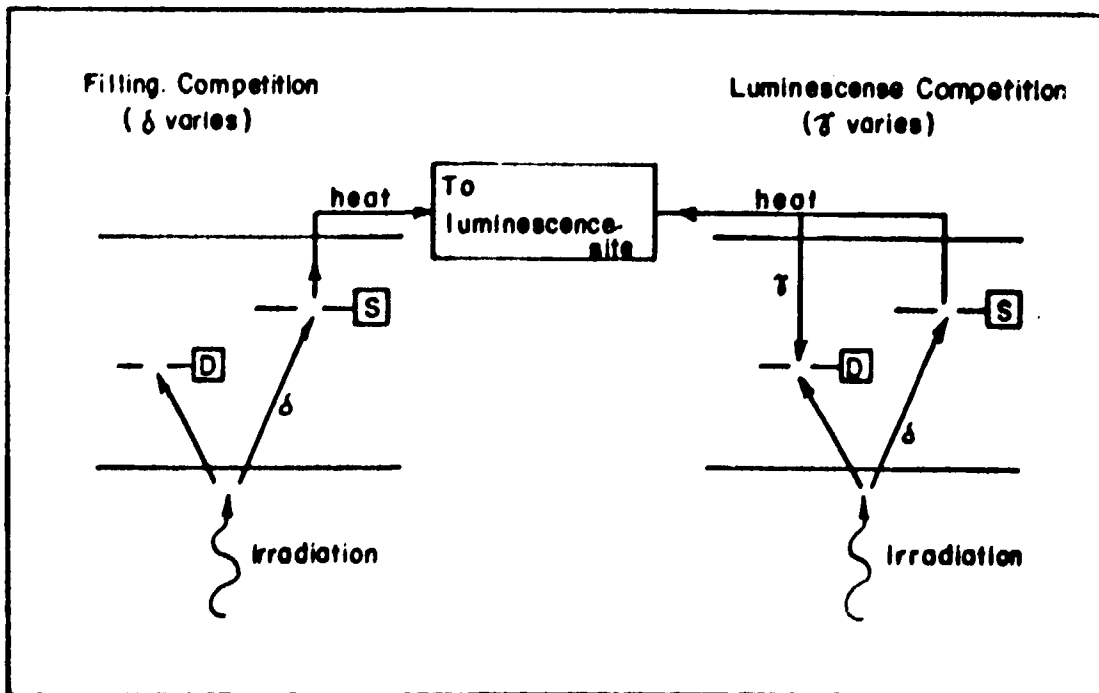 Filling. Competition
( δ varies)
Luminescense Competition
(γ varies)
heat
To
luminescence-
site
heat
γ
S
S
D
D
δ
δ
Irradiation
Irradiation